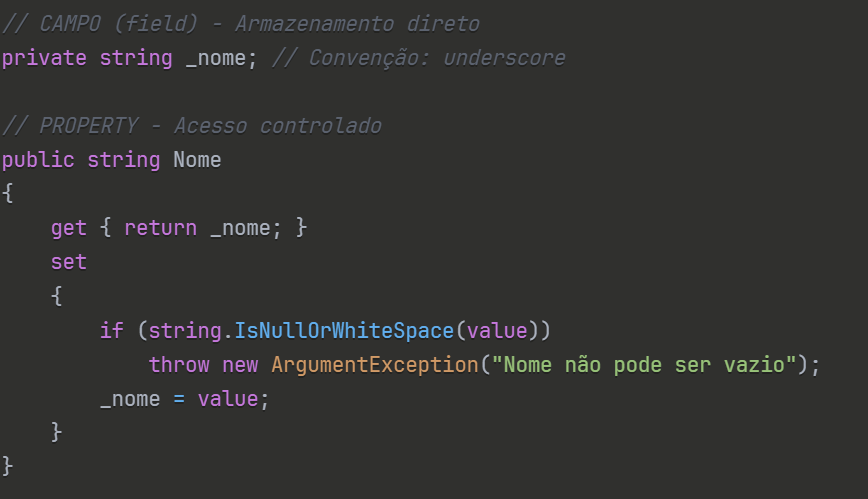 // CAMPO (field) - Armazenamento direto
private string _nome; // Convenção: underscore
// PROPERTY - Acesso controlado
public string Nome
{
    get { return _nome; }
    set
    {
        if (string.IsNullOrWhiteSpace(value))
            throw new ArgumentException("Nome não pode ser vazio");
        _nome = value;
    }
}